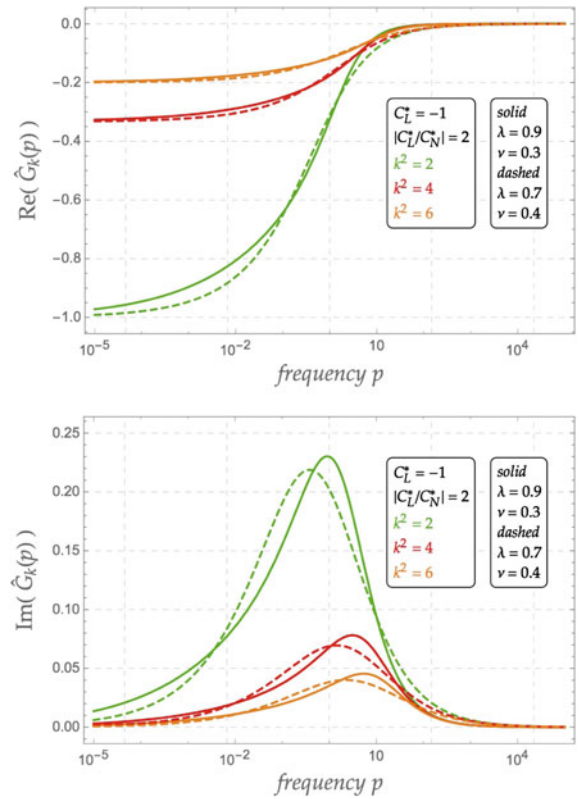 0.0
−0.2
−0.4
−0.6
−0.8
−1.0
Re( Ĝk(p) )
C*L = −1
|C*L/C*N| = 2
k² = 2
k² = 4
k² = 6
solid
λ = 0.9
ν = 0.3
dashed
λ = 0.7
ν = 0.4
10⁻⁵
10⁻²
10
10⁴
frequency p
0.25
0.20
0.15
0.10
0.05
0.00
Im( Ĝk(p) )
C*L = −1
|C*L/C*N| = 2
k² = 2
k² = 4
k² = 6
solid
λ = 0.9
ν = 0.3
dashed
λ = 0.7
ν = 0.4
10⁻⁵
10⁻²
10
10⁴
frequency p